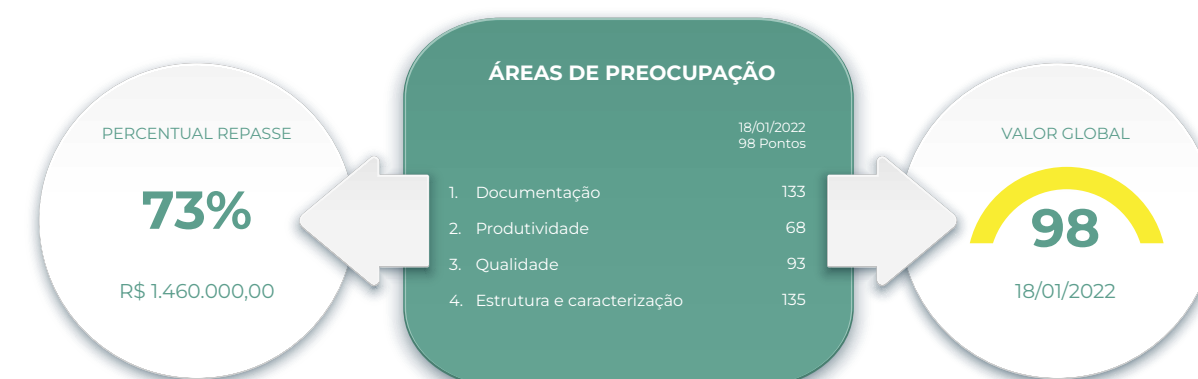 PERCENTUAL REPASSE
73%
R$ 1.460.000,00
ÁREAS DE PREOCUPAÇÃO
18/01/2022
98 Pontos
1. Documentação 133
2. Produtividade 68
3. Qualidade 93
4. Estrutura e caracterização 135
VALOR GLOBAL
98
18/01/2022